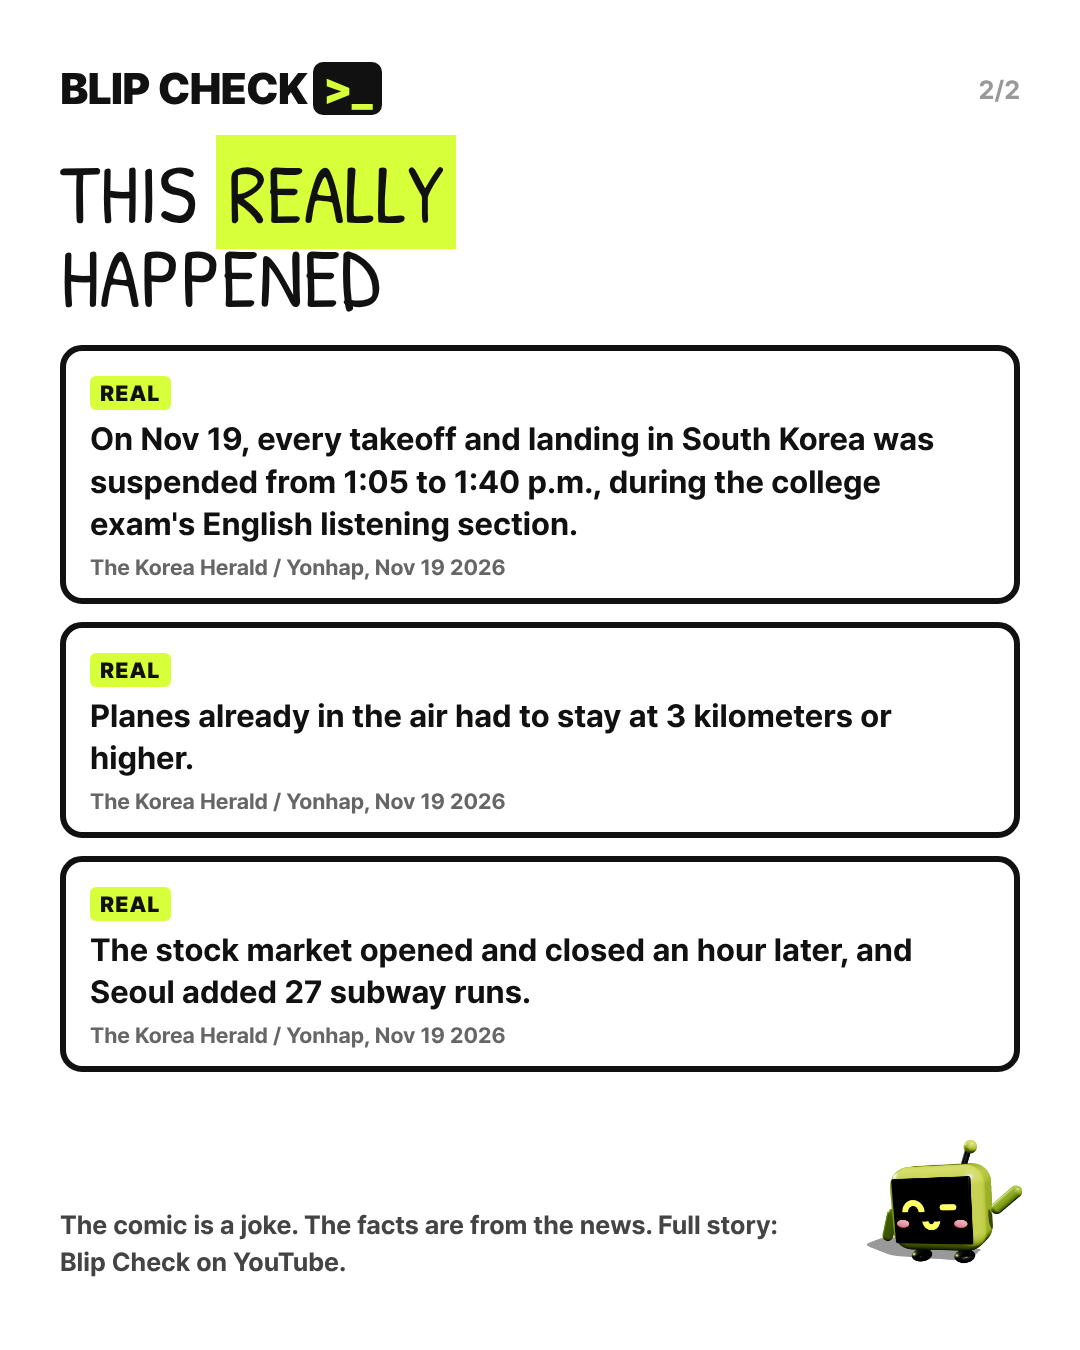 BLIP CHECK >_
2/2
THIS REALLY
HAPPENED
REAL
On Nov 19, every takeoff and landing in South Korea was
suspended from 1:05 to 1:40 p.m., during the college
exam's English listening section.
The Korea Herald / Yonhap, Nov 19 2026
REAL
Planes already in the air had to stay at 3 kilometers or
higher.
The Korea Herald / Yonhap, Nov 19 2026
REAL
The stock market opened and closed an hour later, and
Seoul added 27 subway runs.
The Korea Herald / Yonhap, Nov 19 2026
The comic is a joke. The facts are from the news. Full story:
Blip Check on YouTube.